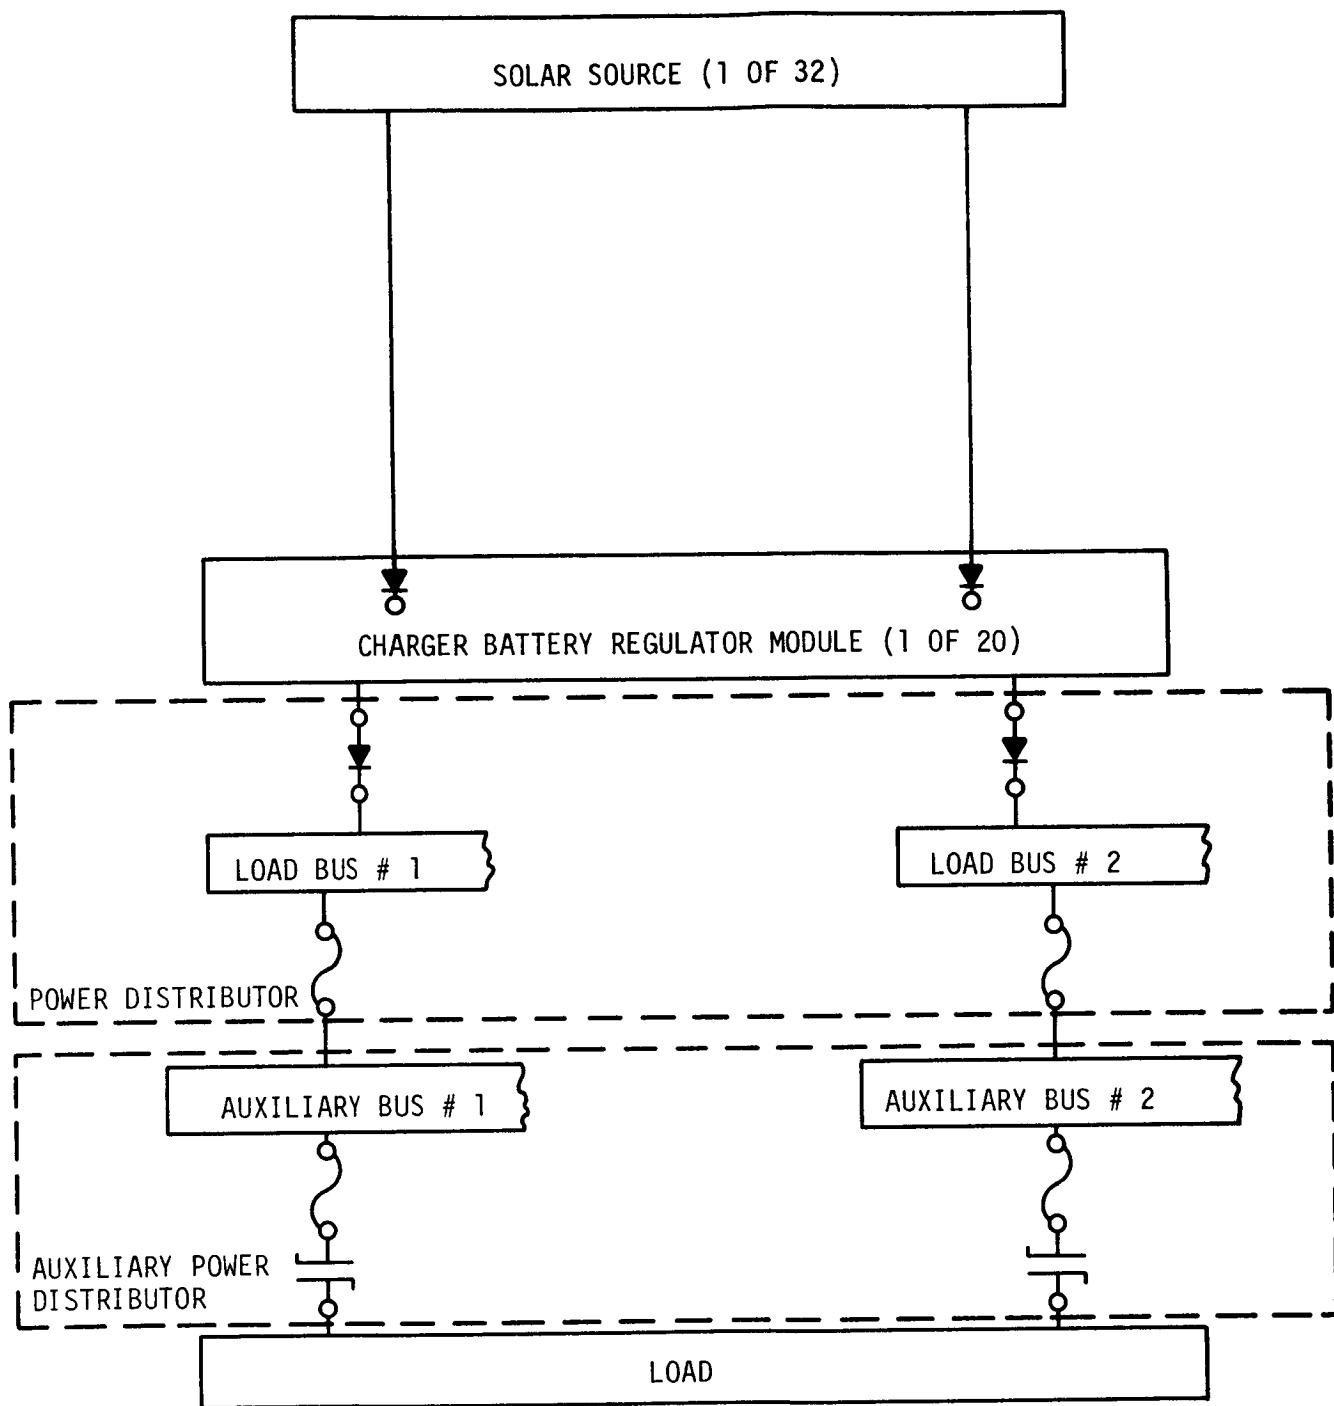 SOLAR SOURCE (1 OF 32)
CHARGER BATTERY REGULATOR MODULE (1 OF 20)
LOAD BUS # 1
LOAD BUS # 2
POWER DISTRIBUTOR
AUXILIARY BUS # 1
AUXILIARY BUS # 2
AUXILIARY POWER
DISTRIBUTOR
LOAD